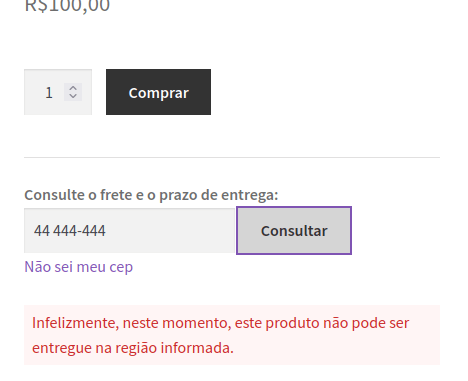 R$100,00
1
Comprar
Consulte o frete e o prazo de entrega:
44 444-444
Consultar
Não sei meu cep
Infelizmente, neste momento, este produto não pode ser
entregue na região informada.